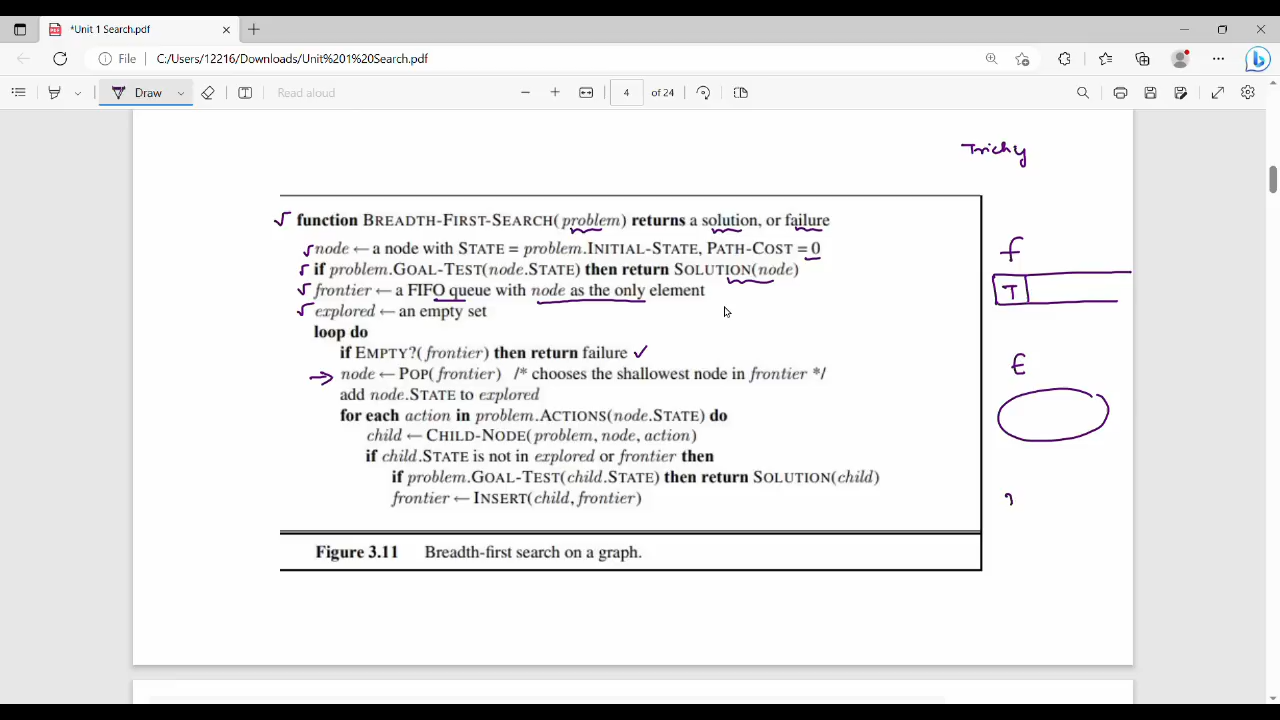 *Unit 1 Search.pdf
File
C:/Users/12216/Downloads/Unit%201%20Search.pdf
Draw
Read aloud
4
of 24
Trichy
function BREADTH-FIRST-SEARCH(problem) returns a solution, or failure
node ← a node with STATE = problem.INITIAL-STATE, PATH-COST = 0
if problem.GOAL-TEST(node.STATE) then return SOLUTION(node)
frontier ← a FIFO queue with node as the only element
explored ← an empty set
loop do
if EMPTY?(frontier) then return failure
node ← POP(frontier) /* chooses the shallowest node in frontier */
add node.STATE to explored
for each action in problem.ACTIONS(node.STATE) do
child ← CHILD-NODE(problem, node, action)
if child.STATE is not in explored or frontier then
if problem.GOAL-TEST(child.STATE) then return SOLUTION(child)
frontier ← INSERT(child, frontier)
Figure 3.11 Breadth-first search on a graph.
f
T
E